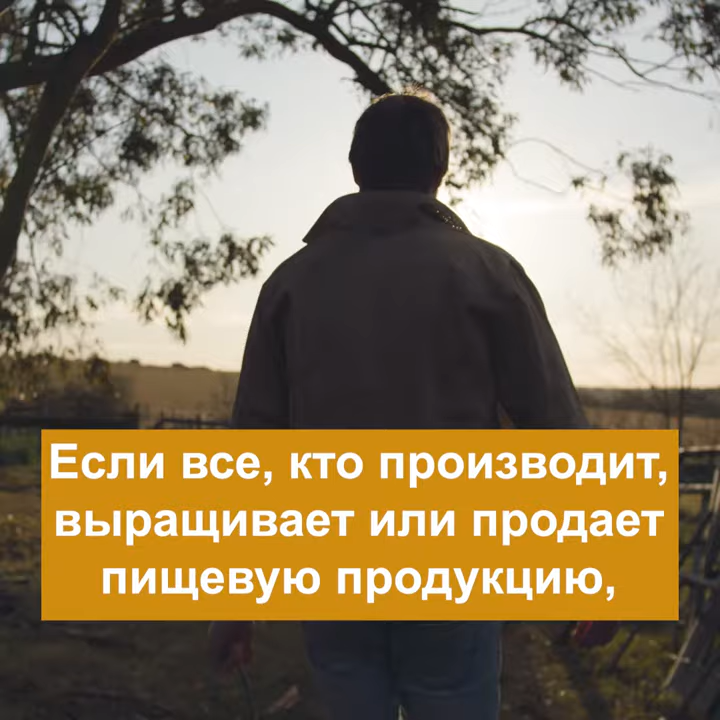 Если все, кто производит,
выращивает или продает
пищевую продукцию,